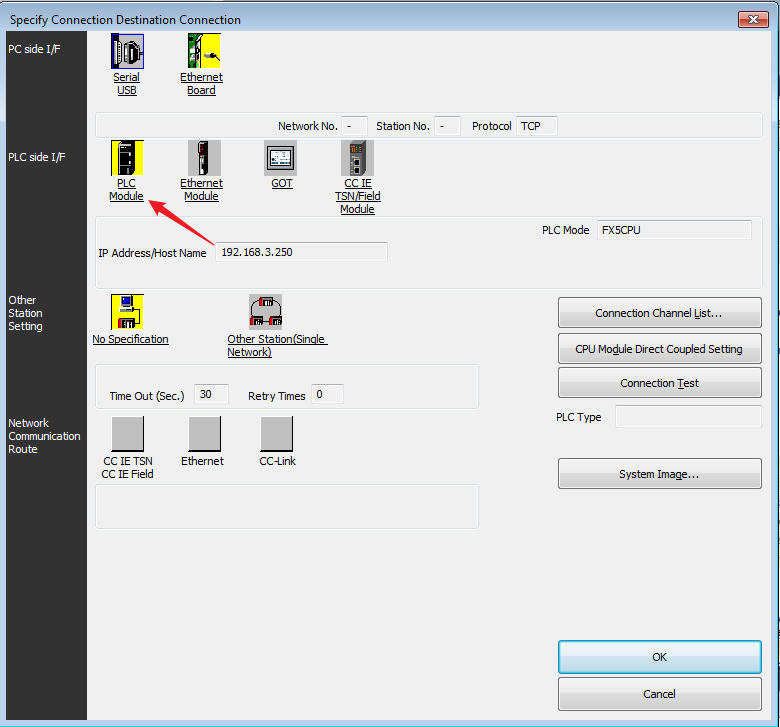 Specify Connection Destination Connection
PC side I/F
Serial
USB
Ethernet
Board
Network No. -
Station No. -
Protocol TCP
PLC side I/F
PLC
Module
Ethernet
Module
GOT
CC IE
TSN/Field
Module
PLC Mode FX5CPU
IP Address/Host Name 192.168.3.250
Other
Station
Setting
No Specification
Other Station(Single
Network)
Connection Channel List...
CPU Module Direct Coupled Setting
Connection Test
Time Out (Sec.) 30
Retry Times 0
PLC Type
Network
Communication
Route
CC IE TSN
CC IE Field
Ethernet
CC-Link
System Image...
OK
Cancel